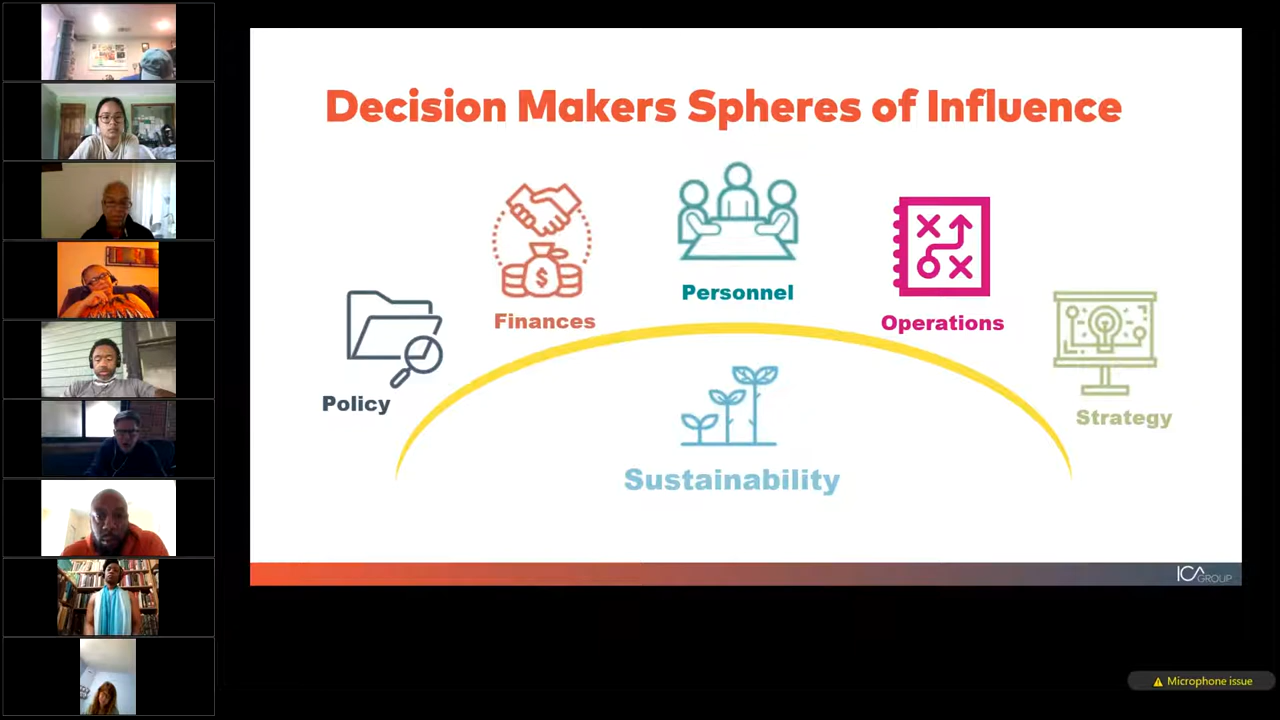 Decision Makers Spheres of Influence
Personnel
Finances
Operations
Policy
Strategy
Sustainability
$
ICA GROUP
Microphone issue